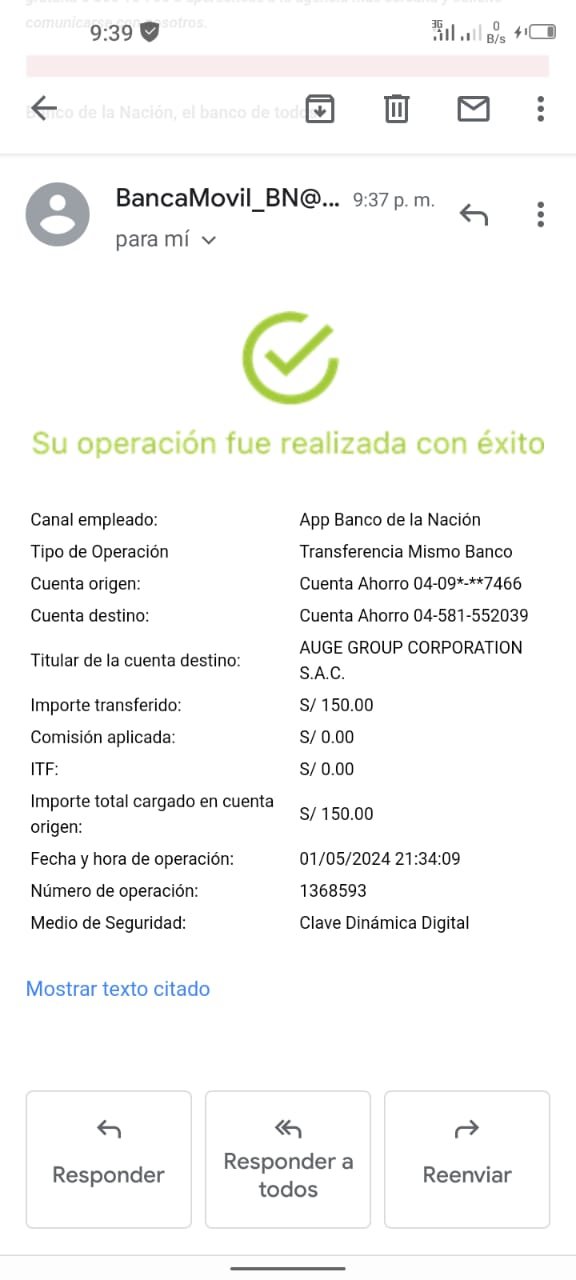 comunicarse con nosotros.
9:39
3G
0
B/s
Banco de la Nación, el banco de todos
BancaMovil_BN@... 9:37 p. m.
para mí
Su operación fue realizada con éxito
Canal empleado: App Banco de la Nación
Tipo de Operación Transferencia Mismo Banco
Cuenta origen: Cuenta Ahorro 04-09*-**7466
Cuenta destino: Cuenta Ahorro 04-581-552039
Titular de la cuenta destino: AUGE GROUP CORPORATION
S.A.C.
Importe transferido: S/ 150.00
Comisión aplicada: S/ 0.00
ITF: S/ 0.00
Importe total cargado en cuenta
origen: S/ 150.00
Fecha y hora de operación: 01/05/2024 21:34:09
Número de operación: 1368593
Medio de Seguridad: Clave Dinámica Digital
Mostrar texto citado
Responder
Responder a
todos
Reenviar